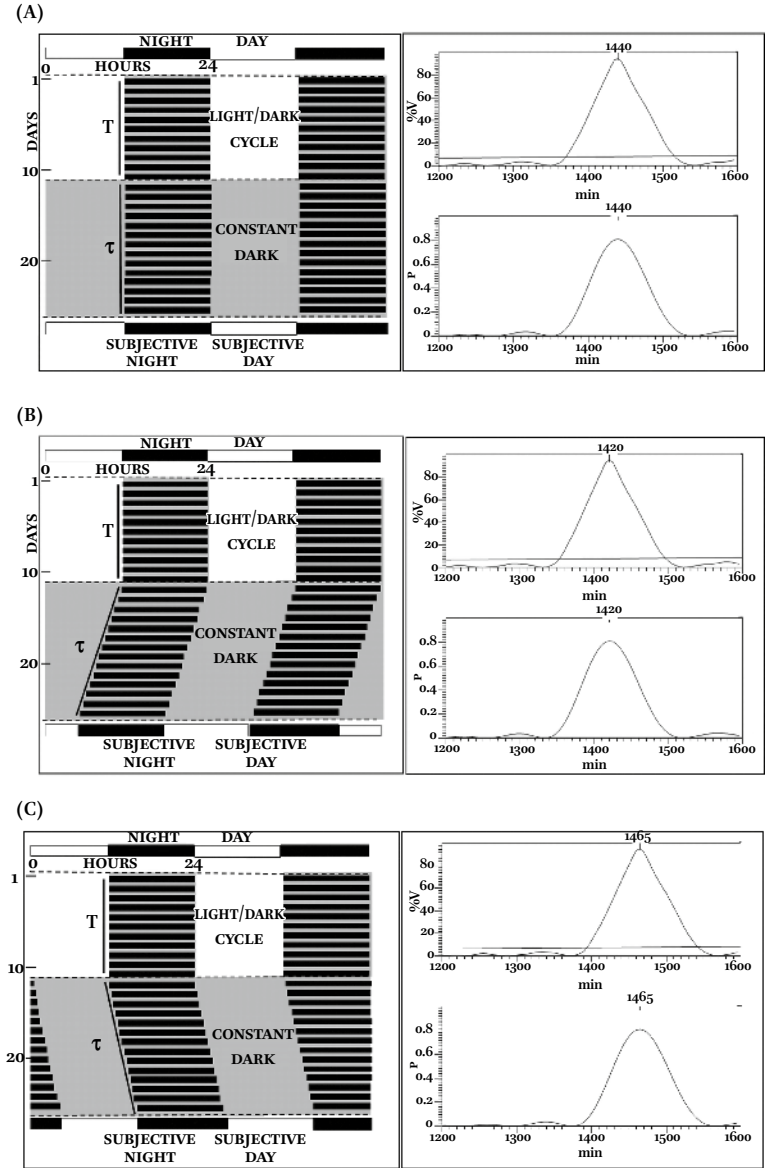 (A)
NIGHT DAY
0 HOURS 24
1
T
LIGHT/DARK
CYCLE
DAYS
10
CONSTANT
DARK
τ
20
SUBJECTIVE NIGHT
SUBJECTIVE DAY
1440
80
60
40
20
0
%V
1200 1300 1400 1500 1600
min
1440
0.8
0.6
0.4
0.2
0
P
1200 1300 1400 1500 1600
min
(B)
NIGHT DAY
0 HOURS 24
1
T
LIGHT/DARK
CYCLE
DAYS
10
τ
CONSTANT
DARK
20
SUBJECTIVE NIGHT
SUBJECTIVE DAY
1420
80
60
40
20
0
%V
1200 1300 1400 1500 1600
min
1420
0.8
0.6
0.4
0.2
0
P
1200 1300 1400 1500 1600
min
(C)
NIGHT DAY
0 HOURS 24
1
T
LIGHT/DARK
CYCLE
10
τ
CONSTANT
DARK
20
SUBJECTIVE NIGHT
SUBJECTIVE DAY
1465
80
60
40
20
0
%V
1200 1300 1400 1500 1600
min
1465
0.8
0.6
0.4
0.2
0
P
1200 1300 1400 1500 1600
min